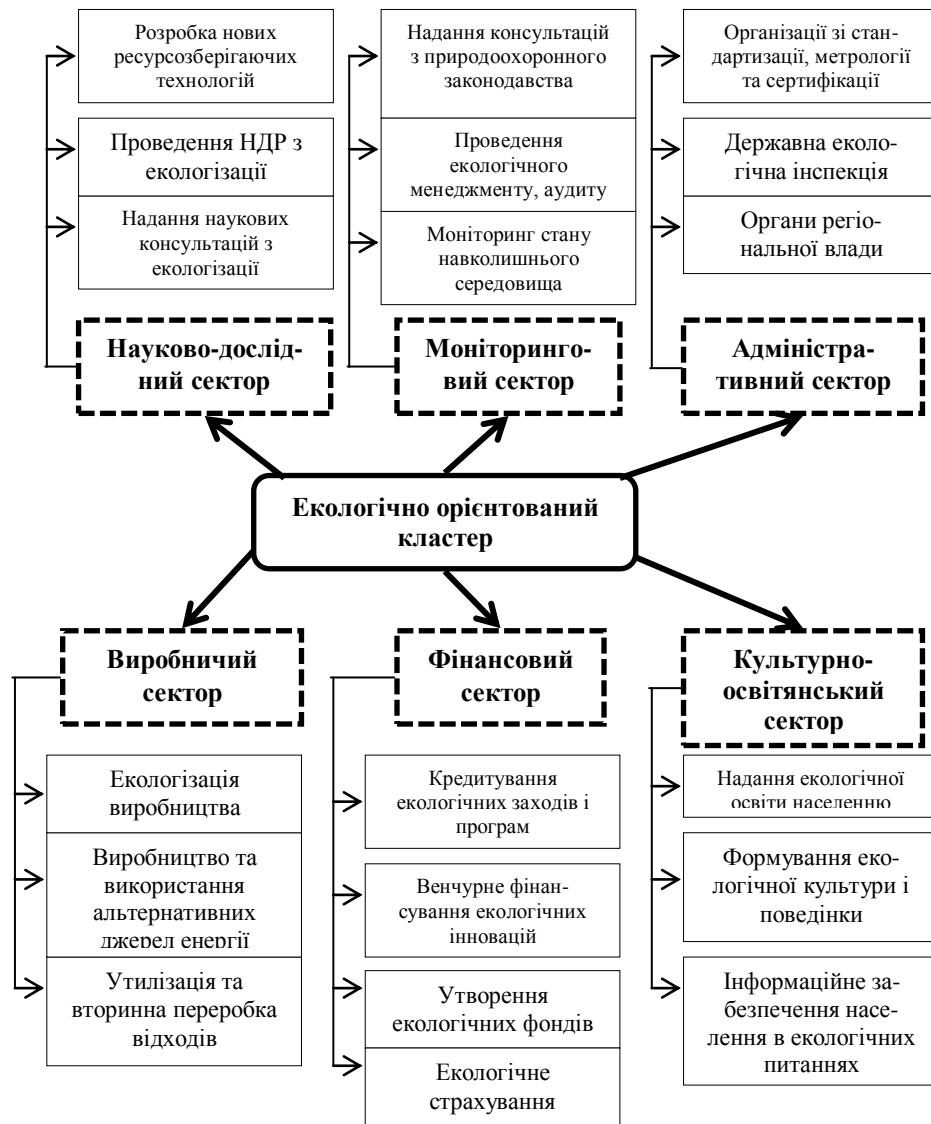 Розробка нових
ресурсозберігаючих
технологій
Проведення НДР з
екологізації
Надання наукових
консультацій з
екологізації
Науково-дослід-
ний сектор
Надання консультацій
з природоохоронного
законодавства
Проведення
екологічного
менеджменту, аудиту
Моніторинг стану
навколишнього
середовища
Моніторинго-
вий сектор
Організації зі стан-
дартизації, метрології
та сертифікації
Державна еколо-
гічна інспекція
Органи регіо-
нальної влади
Адміністра-
тивний сектор
Екологічно орієнтований
кластер
Виробничий
сектор
Екологізація
виробництва
Виробництво та
використання
альтернативних
джерел енергії
Утилізація та
вторинна переробка
відходів
Фінансовий
сектор
Кредитування
екологічних заходів і
програм
Венчурне фінан-
сування екологічних
інновацій
Утворення
екологічних фондів
Екологічне
страхування
Культурно-
освітянський
сектор
Надання екологічної
освіти населенню
Формування еко-
логічної культури і
поведінки
Інформаційне за-
безпечення насе-
лення в екологічних
питаннях